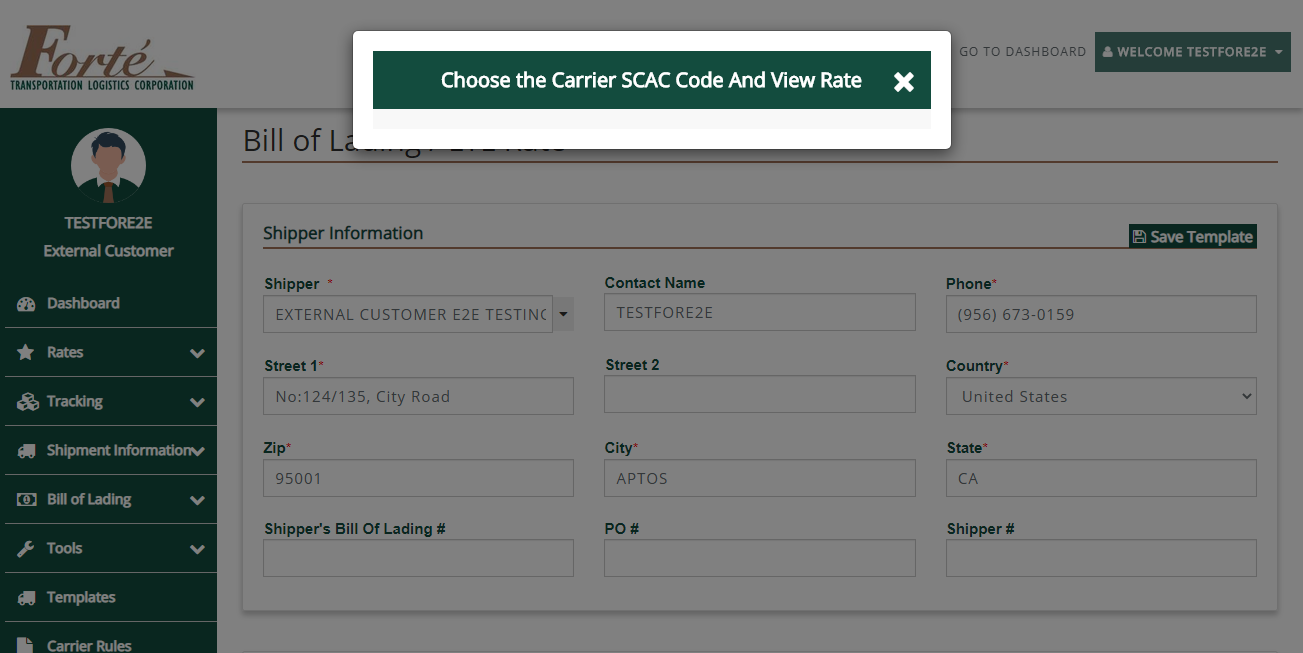 Forté
TRANSPORTATION LOGISTICS CORPORATION
Choose the Carrier SCAC Code And View Rate
GO TO DASHBOARD
WELCOME TESTFORE2E
Bill of
TESTFORE2E
External Customer
Dashboard
Rates
Tracking
Shipment Information
Bill of Lading
Tools
Templates
Carrier Rules
Shipper Information
Save Template
Shipper *
Contact Name
Phone*
EXTERNAL CUSTOMER E2E TESTING
TESTFORE2E
(956) 673-0159
Street 1*
Street 2
Country*
No:124/135, City Road
United States
Zip*
City*
State*
95001
APTOS
CA
Shipper's Bill Of Lading #
PO #
Shipper #